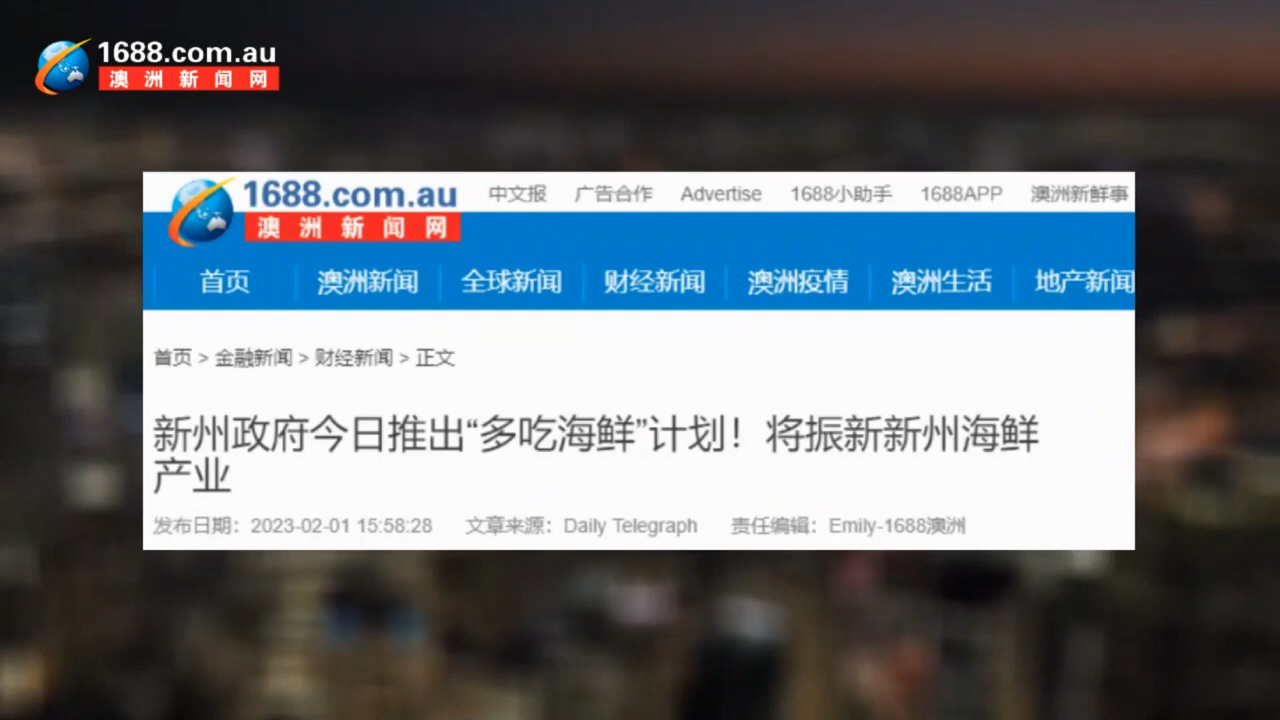 1688.com.au
澳洲新闻网
1688.com.au
澳洲新闻网
中文报 广告合作 Advertise 1688小助手 1688APP 澳洲新鲜事
首页 澳洲新闻 全球新闻 财经新闻 澳洲疫情 澳洲生活 地产新闻
首页 > 金融新闻 > 财经新闻 > 正文
新州政府今日推出“多吃海鲜”计划！将振新新州海鲜
产业
发布日期：2023-02-01 15:58:28 文章来源：Daily Telegraph 责任编辑：Emily-1688澳洲